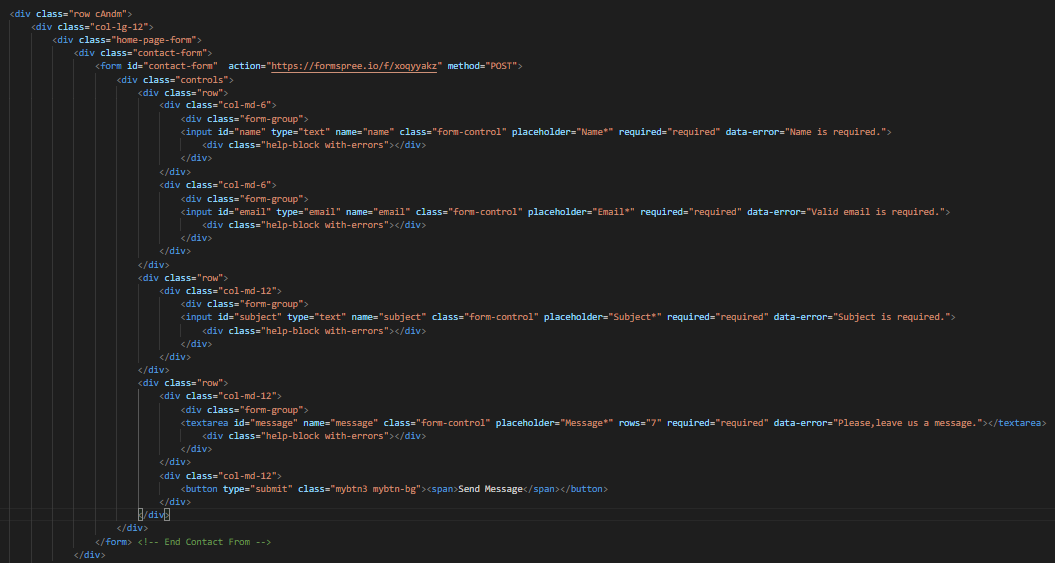 <div class="row cAndm">
<div class="col-lg-12">
<div class="home-page-form">
<div class="contact-form">
<form id="contact-form"  action="https://formspree.io/f/xoqyyakz" method="POST">
<div class="controls">
<div class="row">
<div class="col-md-6">
<div class="form-group">
<input id="name" type="text" name="name" class="form-control" placeholder="Name*" required="required" data-error="Name is required.">
<div class="help-block with-errors"></div>
</div>
</div>
<div class="col-md-6">
<div class="form-group">
<input id="email" type="email" name="email" class="form-control" placeholder="Email*" required="required" data-error="Valid email is required.">
<div class="help-block with-errors"></div>
</div>
</div>
</div>
<div class="row">
<div class="col-md-12">
<div class="form-group">
<input id="subject" type="text" name="subject" class="form-control" placeholder="Subject*" required="required" data-error="Subject is required.">
<div class="help-block with-errors"></div>
</div>
</div>
</div>
<div class="row">
<div class="col-md-12">
<div class="form-group">
<textarea id="message" name="message" class="form-control" placeholder="Message*" rows="7" required="required" data-error="Please,leave us a message."></textarea>
<div class="help-block with-errors"></div>
</div>
</div>
<div class="col-md-12">
<button type="submit" class="mybtn3 mybtn-bg"><span>Send Message</span></button>
</div>
</div>
</div>
</form> <!-- End Contact From -->
</div>